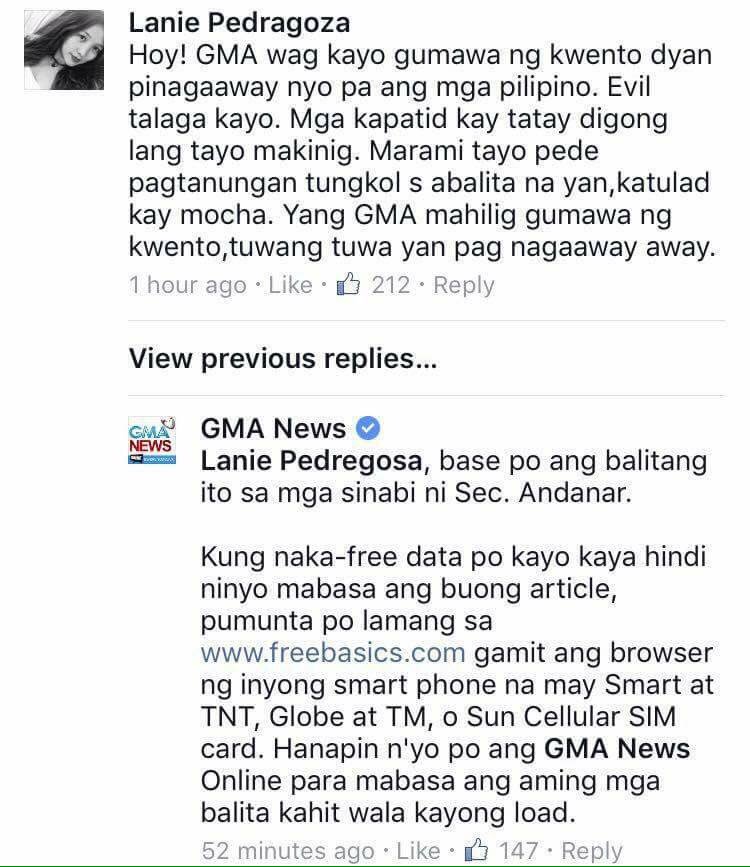 Lanie Pedragoza
Hoy! GMA wag kayo gumawa ng kwento dyan
pinagaaway nyo pa ang mga pilipino. Evil
talaga kayo. Mga kapatid kay tatay digong
lang tayo makinig. Marami tayo pede
pagtanungan tungkol s abalita na yan,katulad
kay mocha. Yang GMA mahilig gumawa ng
kwento,tuwang tuwa yan pag nagaaway away.
1 hour ago · Like · 212 · Reply
View previous replies...
GMA NEWS
GMA News
Lanie Pedregosa, base po ang balitang
ito sa mga sinabi ni Sec. Andanar.
Kung naka-free data po kayo kaya hindi
ninyo mabasa ang buong article,
pumunta po lamang sa
www.freebasics.com gamit ang browser
ng inyong smart phone na may Smart at
TNT, Globe at TM, o Sun Cellular SIM
card. Hanapin n'yo po ang GMA News
Online para mabasa ang aming mga
balita kahit wala kayong load.
52 minutes ago · Like · 147 · Reply